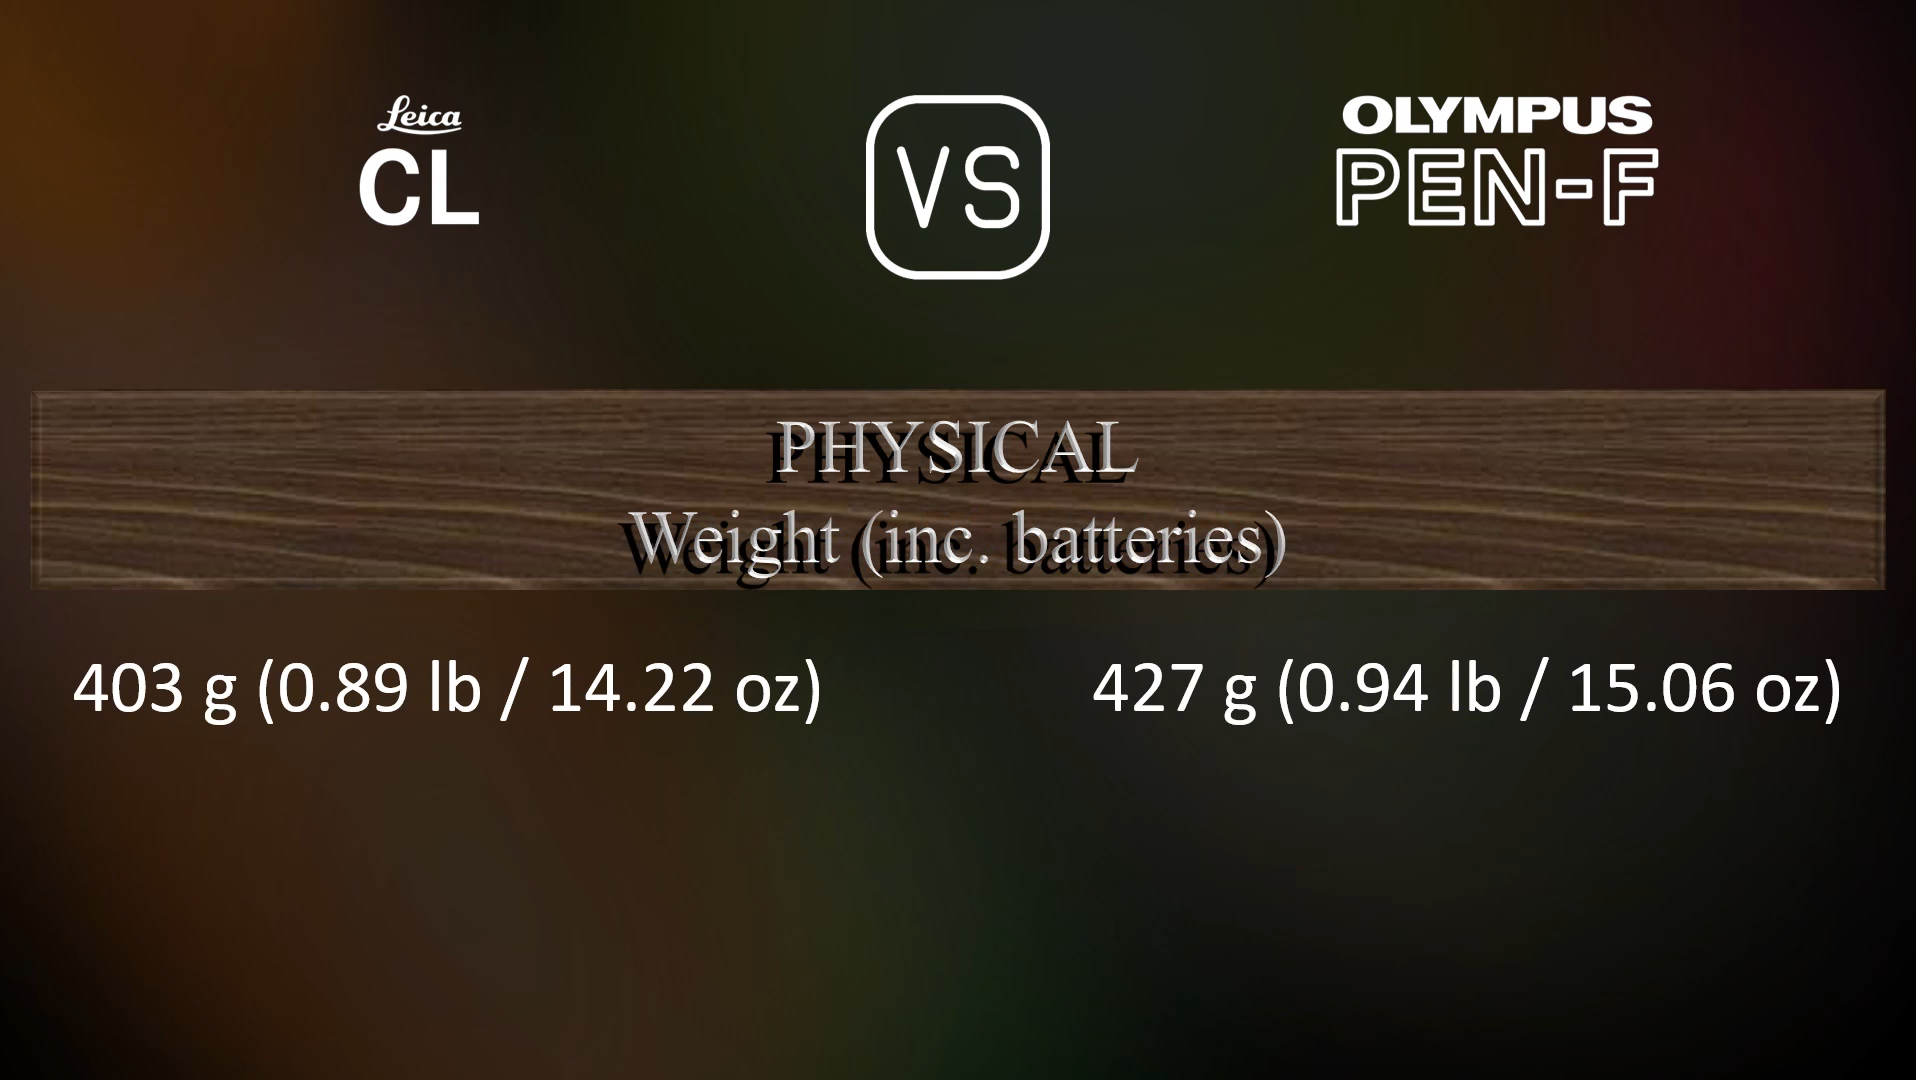 Leica
CL
VS
OLYMPUS
PEN-F
PHYSICAL
Weight (inc. batteries)
403 g (0.89 lb / 14.22 oz)
427 g (0.94 lb / 15.06 oz)